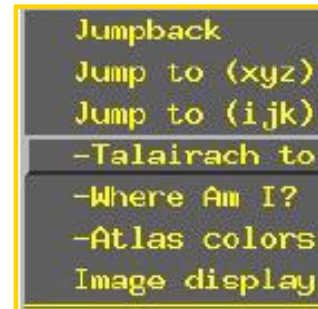 Jumpback
Jump to (xyz)
Jump to (ijk)
-Talairach to
-Where Am I?
-Atlas colors
Image display